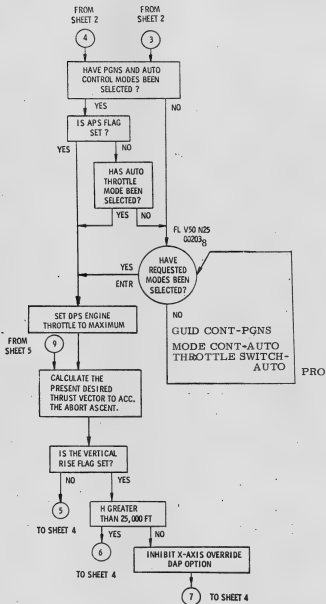 FROM
SHEET 2
FROM
SHEET 2
4
3
HAVE PGNS AND AUTO
CONTROL MODES BEEN
SELECTED ?
YES
NO
IS APS FLAG
SET ?
YES
NO
HAS AUTO
THROTTLE
MODE BEEN
SELECTED?
YES
NO
FL V50 N25
00203₈
HAVE
REQUESTED
MODES BEEN
SELECTED?
YES
ENTR
NO
GUID CONT-PGNS
MODE CONT-AUTO
THROTTLE SWITCH-
AUTO
PRO
SET DPS ENGINE
THROTTLE TO MAXIMUM
FROM
SHEET 5
9
CALCULATE THE
PRESENT DESIRED
THRUST VECTOR TO ACC.
THE ABORT ASCENT.
IS THE VERTICAL
RISE FLAG SET?
NO
YES
5
TO SHEET 4
H GREATER
THAN 25,000 FT
YES
NO
6
TO SHEET 4
INHIBIT X-AXIS OVERRIDE
DAP OPTION
7
TO SHEET 4